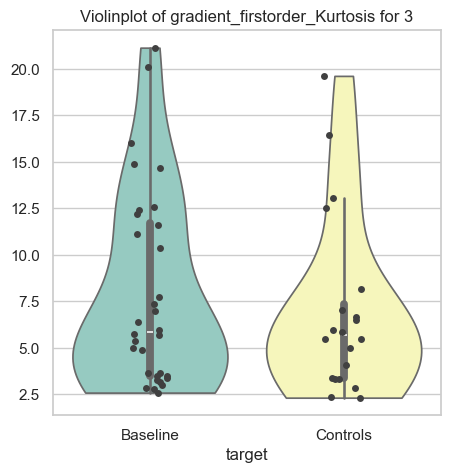 Violinplot of gradient_firstorder_Kurtosis for 3
20.0
17.5
15.0
12.5
10.0
7.5
5.0
2.5
Baseline Controls
target